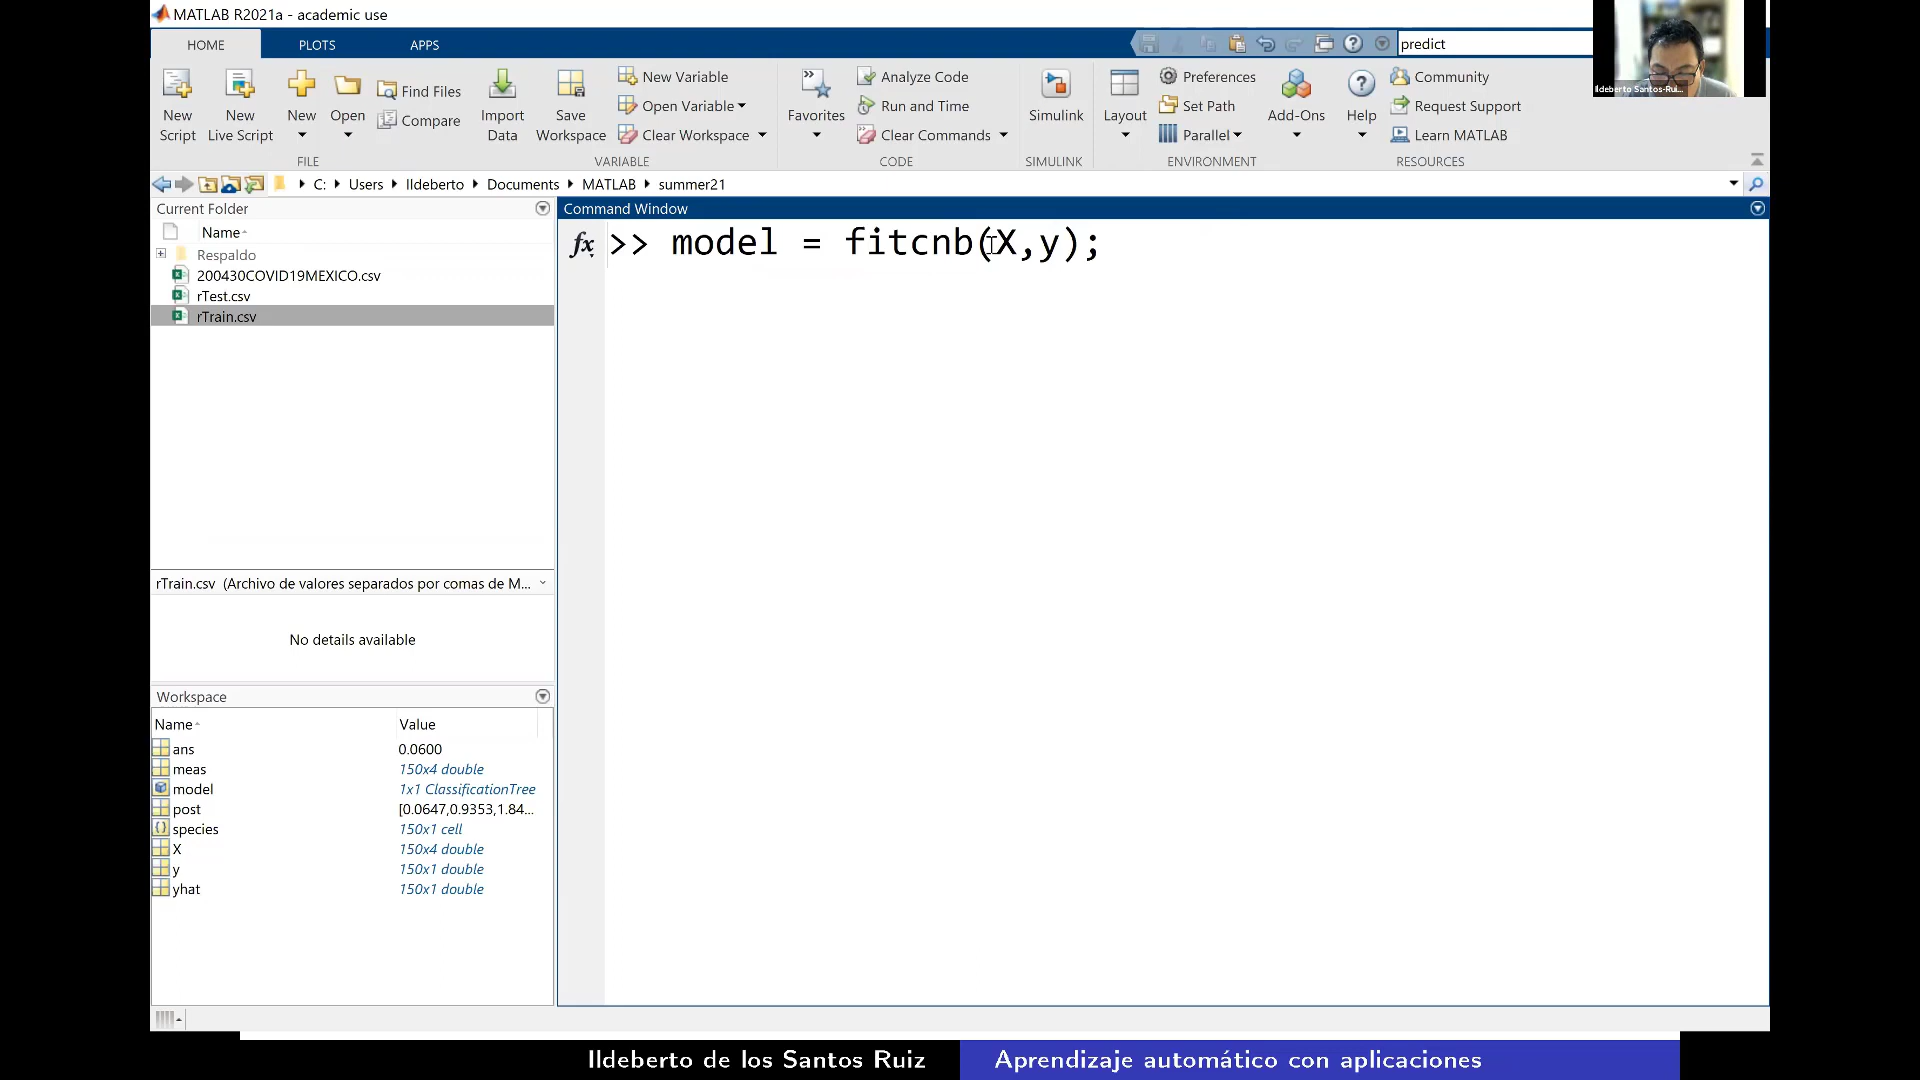 MATLAB R2021a - academic use
HOME PLOTS APPS
predict
Ildeberto Santos-Rui...
New Script
New Live Script
New
Open
Find Files
Compare
Import Data
Save Workspace
New Variable
Open Variable
Clear Workspace
Favorites
Analyze Code
Run and Time
Clear Commands
Simulink
Layout
Preferences
Set Path
Parallel
Add-Ons
Help
Community
Request Support
Learn MATLAB
FILE VARIABLE CODE SIMULINK ENVIRONMENT RESOURCES
C: Users Ildeberto Documents MATLAB summer21
Current Folder
Name
Respaldo
200430COVID19MEXICO.csv
rTest.csv
rTrain.csv
rTrain.csv (Archivo de valores separados por comas de M...
No details available
Workspace
Name Value
ans 0.0600
meas 150x4 double
model 1x1 ClassificationTree
post [0.0647,0.9353,1.84...
species 150x1 cell
X 150x4 double
y 150x1 double
yhat 150x1 double
Command Window
fx >> model = fitcnb(X,y);
Ildeberto de los Santos Ruiz
Aprendizaje automático con aplicaciones